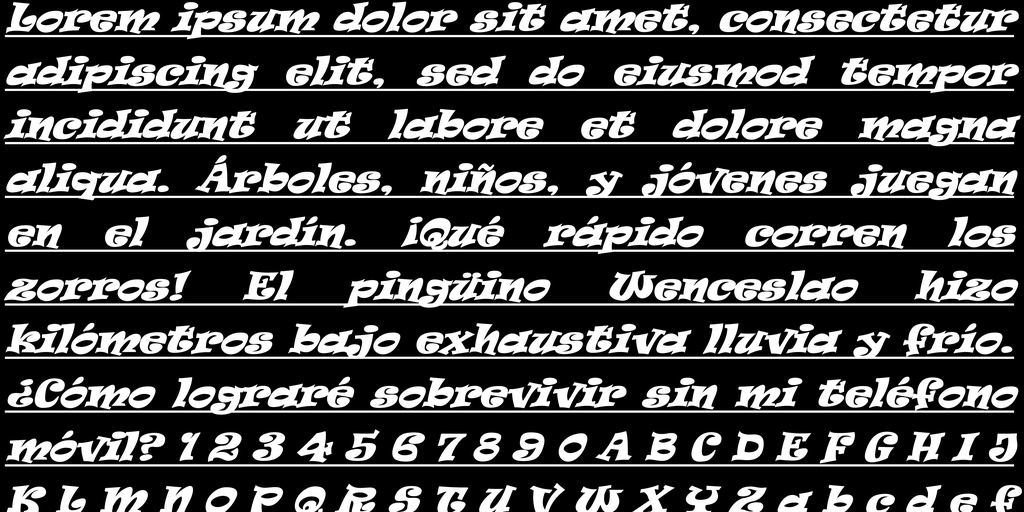 Lorem ipsum dolor sit amet, consectetur
adipiscing elit, sed do eiusmod tempor
incididunt ut labore et dolore magna
aliqua. Árboles, niños, y jóvenes juegan
en el jardín. ¡Qué rápido corren los
zorros! El pingüino Wenceslao hizo
kilómetros bajo exhaustiva lluvia y frío.
¿Cómo lograré sobrevivir sin mi teléfono
móvil? 1 2 3 4 5 6 7 8 9 0 A B C D E F G H I J
K L M N O P Q R S T U V W X Y Z a b c d e f